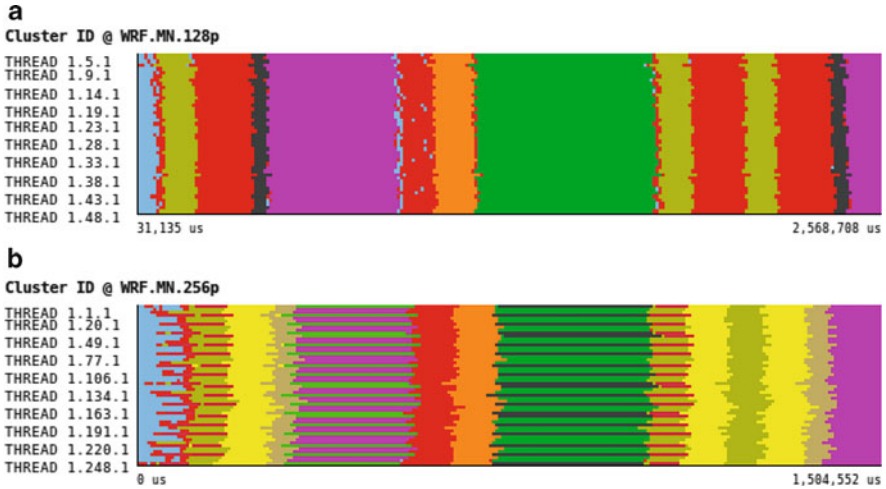 a
Cluster ID @ WRF.MN.128p
THREAD 1.5.1
THREAD 1.9.1
THREAD 1.14.1
THREAD 1.19.1
THREAD 1.23.1
THREAD 1.28.1
THREAD 1.33.1
THREAD 1.38.1
THREAD 1.43.1
THREAD 1.48.1
31,135 us 2,568,708 us
b
Cluster ID @ WRF.MN.256p
THREAD 1.1.1
THREAD 1.20.1
THREAD 1.49.1
THREAD 1.77.1
THREAD 1.106.1
THREAD 1.134.1
THREAD 1.163.1
THREAD 1.191.1
THREAD 1.220.1
THREAD 1.248.1
0 us 1,504,552 us